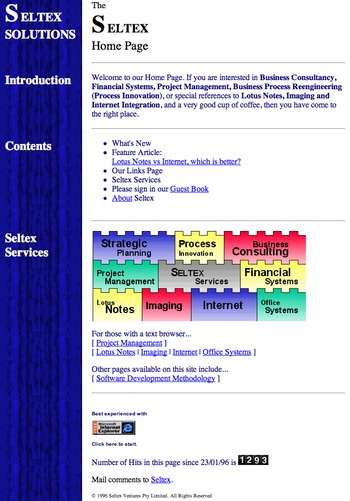 SELTEX
SOLUTIONS
The
SELTEX
Home Page
Introduction
Welcome to our Home Page. If you are interested in Business Consultancy,
Financial Systems, Project Management, Business Process Reengineering
(Process Innovation), or special references to Lotus Notes, Imaging and
Internet Integration, and a very good cup of coffee, then you have come to
the right place.
Contents
What's New
Feature Article:
Lotus Notes vs Internet, which is better?
Our Links Page
Seltex Services
Please sign in our Guest Book
About Seltex
Seltex
Services
Strategic
Planning
Process
Innovation
Business
Consulting
Project
Management
SELTEX
Services
Financial
Systems
Lotus
Notes
Imaging
Internet
Office
Systems
For those with a text browser...
[ Project Management ]
[ Lotus Notes | Imaging | Internet | Office Systems ]
Other pages available on this site include...
[ Software Development Methodology ]
Best experienced with
Microsoft
Internet
Explorer
Click here to start.
Number of Hits in this page since 23/01/96 is 1293
Mail comments to Seltex.
© 1996 Seltex Ventures Pty Limited. All Rights Reserved